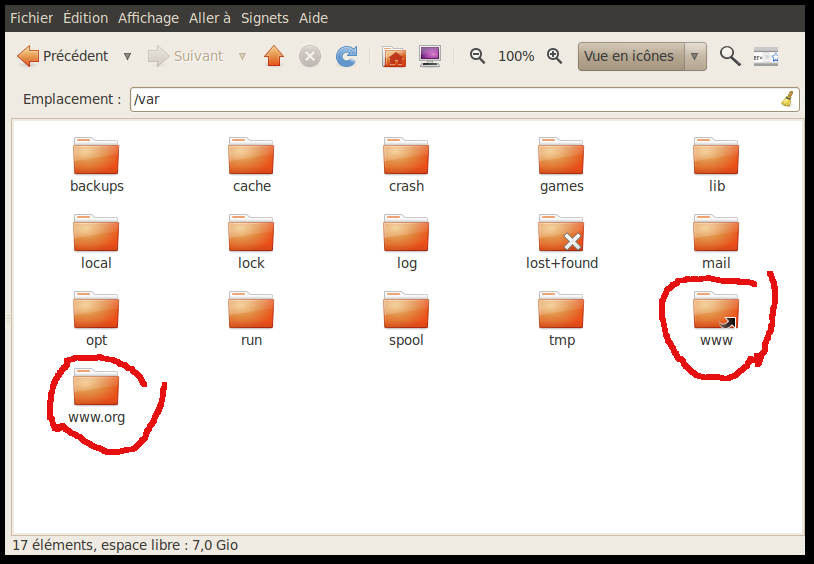 Fichier Édition Affichage Aller à Signets Aide
Précédent Suivant 100% Vue en icônes
Emplacement : /var
backups cache crash games lib
local lock log lost+found mail
opt run spool tmp www
www.org
17 éléments, espace libre : 7,0 Gio